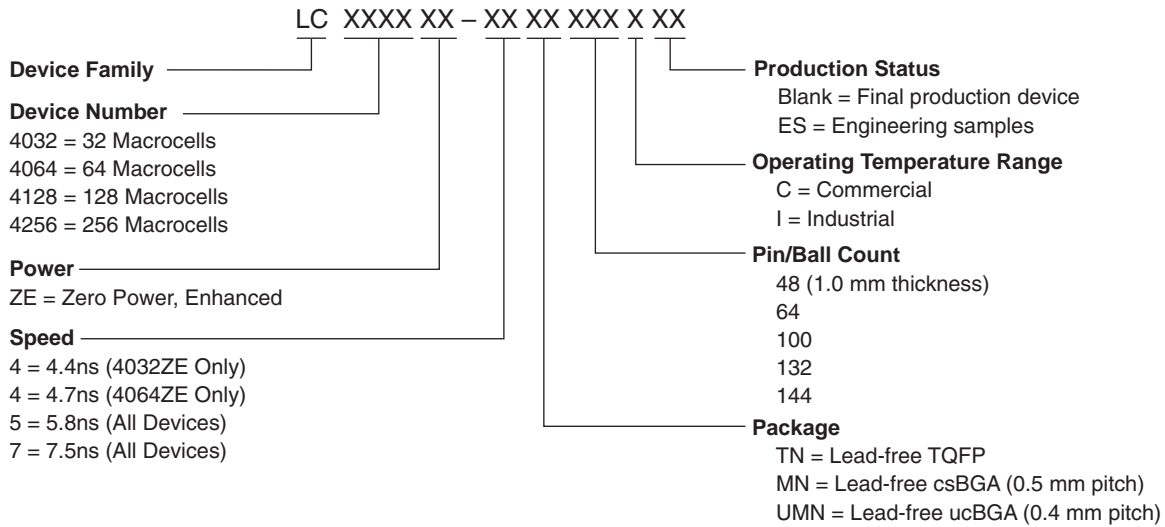 LC XXXX XX – XX XX XXX X XX
Device Family
Device Number
4032 = 32 Macrocells
4064 = 64 Macrocells
4128 = 128 Macrocells
4256 = 256 Macrocells
Power
ZE = Zero Power, Enhanced
Speed
4 = 4.4ns (4032ZE Only)
4 = 4.7ns (4064ZE Only)
5 = 5.8ns (All Devices)
7 = 7.5ns (All Devices)
Production Status
Blank = Final production device
ES = Engineering samples
Operating Temperature Range
C = Commercial
I = Industrial
Pin/Ball Count
48 (1.0 mm thickness)
64
100
132
144
Package
TN = Lead-free TQFP
MN = Lead-free csBGA (0.5 mm pitch)
UMN = Lead-free ucBGA (0.4 mm pitch)